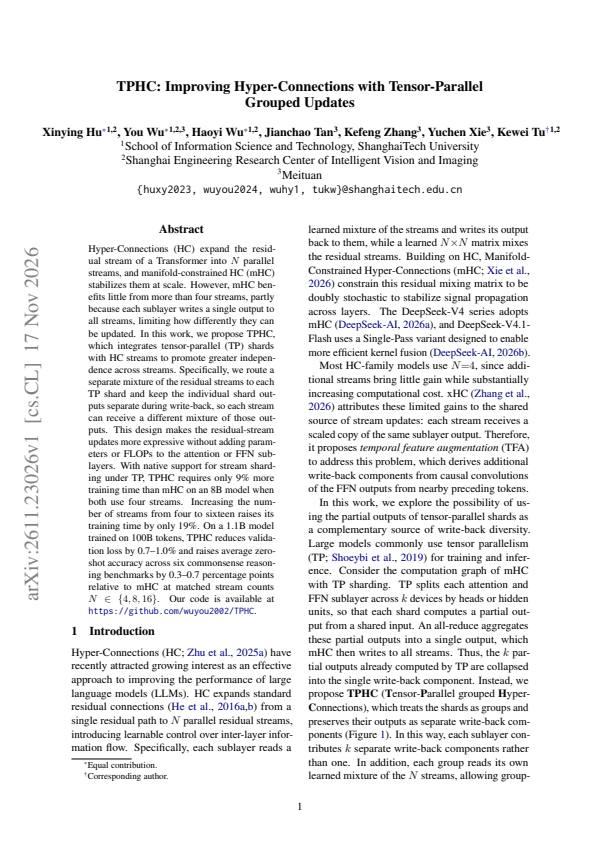 TPHC: Improving Hyper-Connections with Tensor-Parallel
Grouped Updates
Xinying Hu*1,2, You Wu*1,2,3, Haoyi Wu*1,2, Jianchao Tan3, Kefeng Zhang3, Yuchen Xie3, Kewei Tu†1,2
1School of Information Science and Technology, ShanghaiTech University
2Shanghai Engineering Research Center of Intelligent Vision and Imaging
3Meituan
{huxy2023, wuyou2024, wuhy1, tukw}@shanghaitech.edu.cn
arXiv:2611.23026v1 [cs.CL] 17 Nov 2026
Abstract
Hyper-Connections (HC) expand the resid-
ual stream of a Transformer into N parallel
streams, and manifold-constrained HC (mHC)
stabilizes them at scale. However, mHC ben-
efits little from more than four streams, partly
because each sublayer writes a single output to
all streams, limiting how differently they can
be updated. In this work, we propose TPHC,
which integrates tensor-parallel (TP) shards
with HC streams to promote greater indepen-
dence across streams. Specifically, we route a
separate mixture of the residual streams to each
TP shard and keep the individual shard out-
puts separate during write-back, so each stream
can receive a different mixture of those out-
puts. This design makes the residual-stream
updates more expressive without adding param-
eters or FLOPs to the attention or FFN sub-
layers. With native support for stream shard-
ing under TP, TPHC requires only 9% more
training time than mHC on an 8B model when
both use four streams. Increasing the num-
ber of streams from four to sixteen raises its
training time by only 19%. On a 1.1B model
trained on 100B tokens, TPHC reduces valida-
tion loss by 0.7–1.0% and raises average zero-
shot accuracy across six commonsense reason-
ing benchmarks by 0.3–0.7 percentage points
relative to mHC at matched stream counts
N ∈ {4, 8, 16}. Our code is available at
https://github.com/wuyou2002/TPHC.
1 Introduction
Hyper-Connections (HC; Zhu et al., 2025a) have
recently attracted growing interest as an effective
approach to improving the performance of large
language models (LLMs). HC expands standard
residual connections (He et al., 2016a,b) from a
single residual path to N parallel residual streams,
introducing learnable control over inter-layer infor-
mation flow. Specifically, each sublayer reads a
*Equal contribution.
†Corresponding author.
learned mixture of the streams and writes its output
back to them, while a learned N×N matrix mixes
the residual streams. Building on HC, Manifold-
Constrained Hyper-Connections (mHC; Xie et al.,
2026) constrain this residual mixing matrix to be
doubly stochastic to stabilize signal propagation
across layers. The DeepSeek-V4 series adopts
mHC (DeepSeek-AI, 2026a), and DeepSeek-V4.1-
Flash uses a Single-Pass variant designed to enable
more efficient kernel fusion (DeepSeek-AI, 2026b).
Most HC-family models use N=4, since addi-
tional streams bring little gain while substantially
increasing computational cost. xHC (Zhang et al.,
2026) attributes these limited gains to the shared
source of stream updates: each stream receives a
scaled copy of the same sublayer output. Therefore,
it proposes temporal feature augmentation (TFA)
to address this problem, which derives additional
write-back components from causal convolutions
of the FFN outputs from nearby preceding tokens.
In this work, we explore the possibility of us-
ing the partial outputs of tensor-parallel shards as
a complementary source of write-back diversity.
Large models commonly use tensor parallelism
(TP; Shoeybi et al., 2019) for training and infer-
ence. Consider the computation graph of mHC
with TP sharding. TP splits each attention and
FFN sublayer across k devices by heads or hidden
units, so that each shard computes a partial out-
put from a shared input. An all-reduce aggregates
these partial outputs into a single output, which
mHC then writes to all streams. Thus, the k par-
tial outputs already computed by TP are collapsed
into the single write-back component. Instead, we
propose TPHC (Tensor-Parallel grouped Hyper-
Connections), which treats the shards as groups and
preserves their outputs as separate write-back com-
ponents (Figure 1). In this way, each sublayer con-
tributes k separate write-back components rather
than one. In addition, each group reads its own
learned mixture of the N streams, allowing group-
1